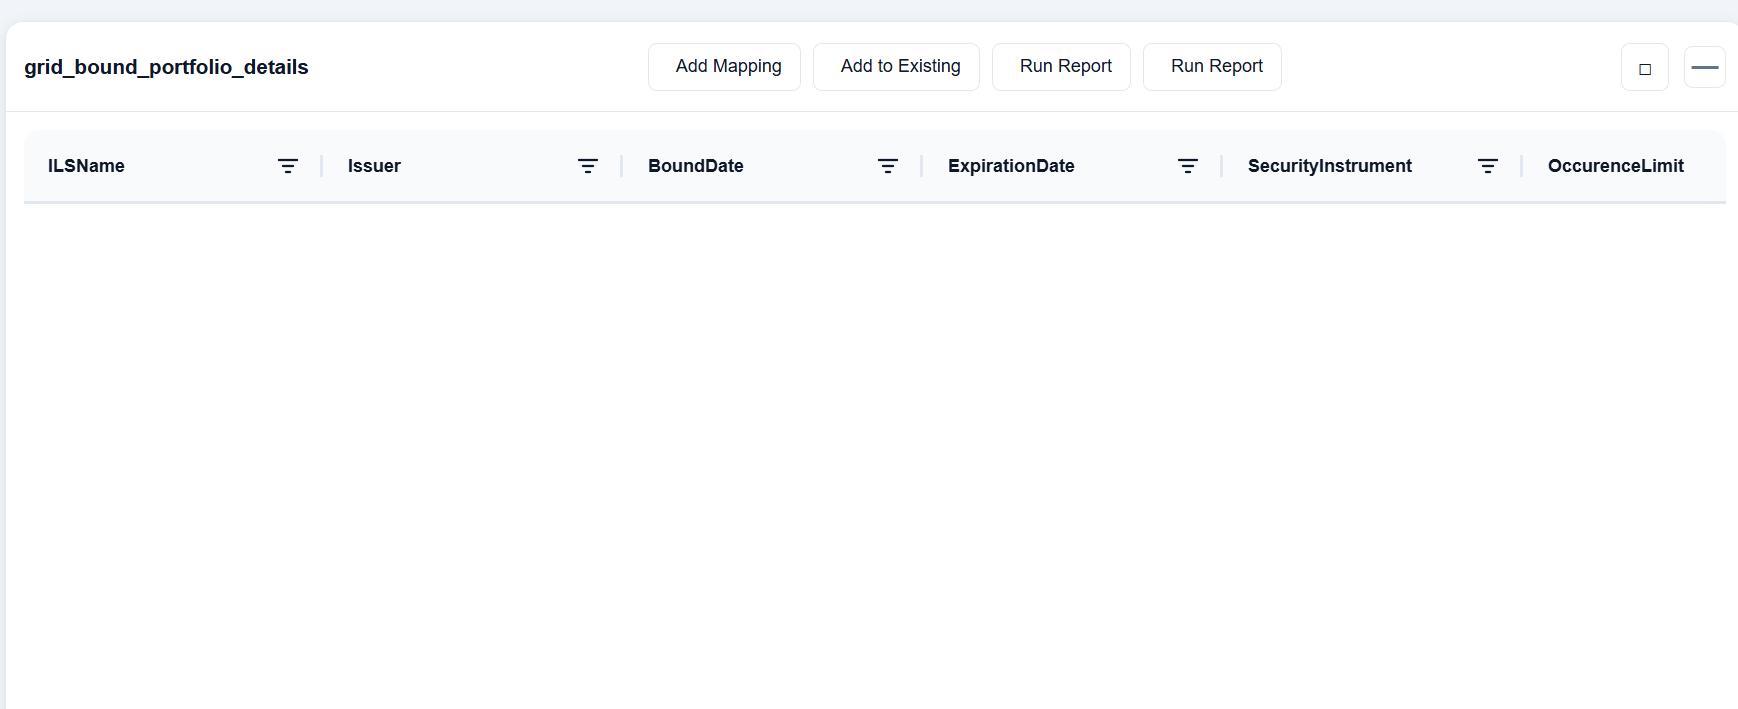 grid_bound_portfolio_details
Add Mapping
Add to Existing
Run Report
Run Report
ILSName
Issuer
BoundDate
ExpirationDate
SecurityInstrument
OccurenceLimit